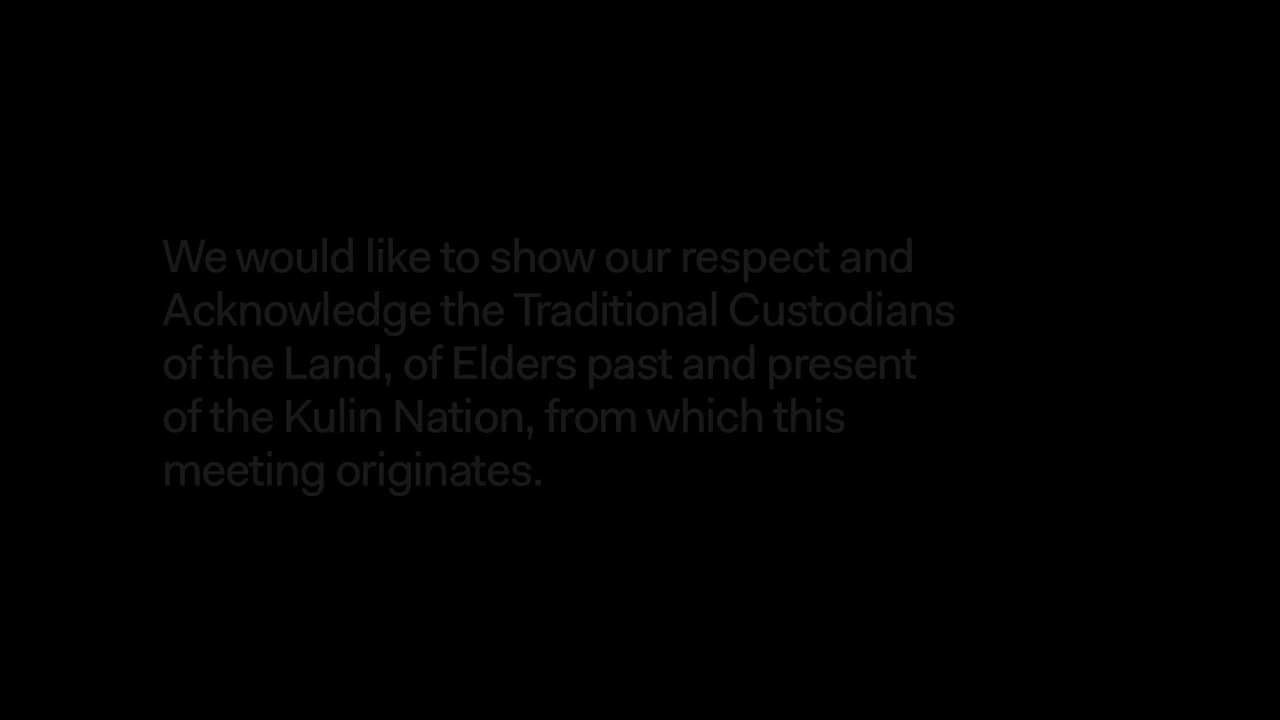 We would like to show our respect and
Acknowledge the Traditional Custodians
of the Land, of Elders past and present
of the Kulin Nation, from which this
meeting originates.